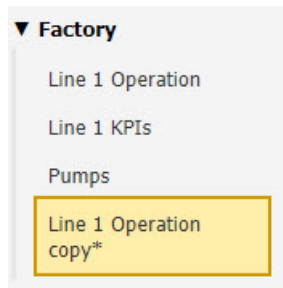 ▼ Factory
Line 1 Operation
Line 1 KPIs
Pumps
Line 1 Operation
copy*